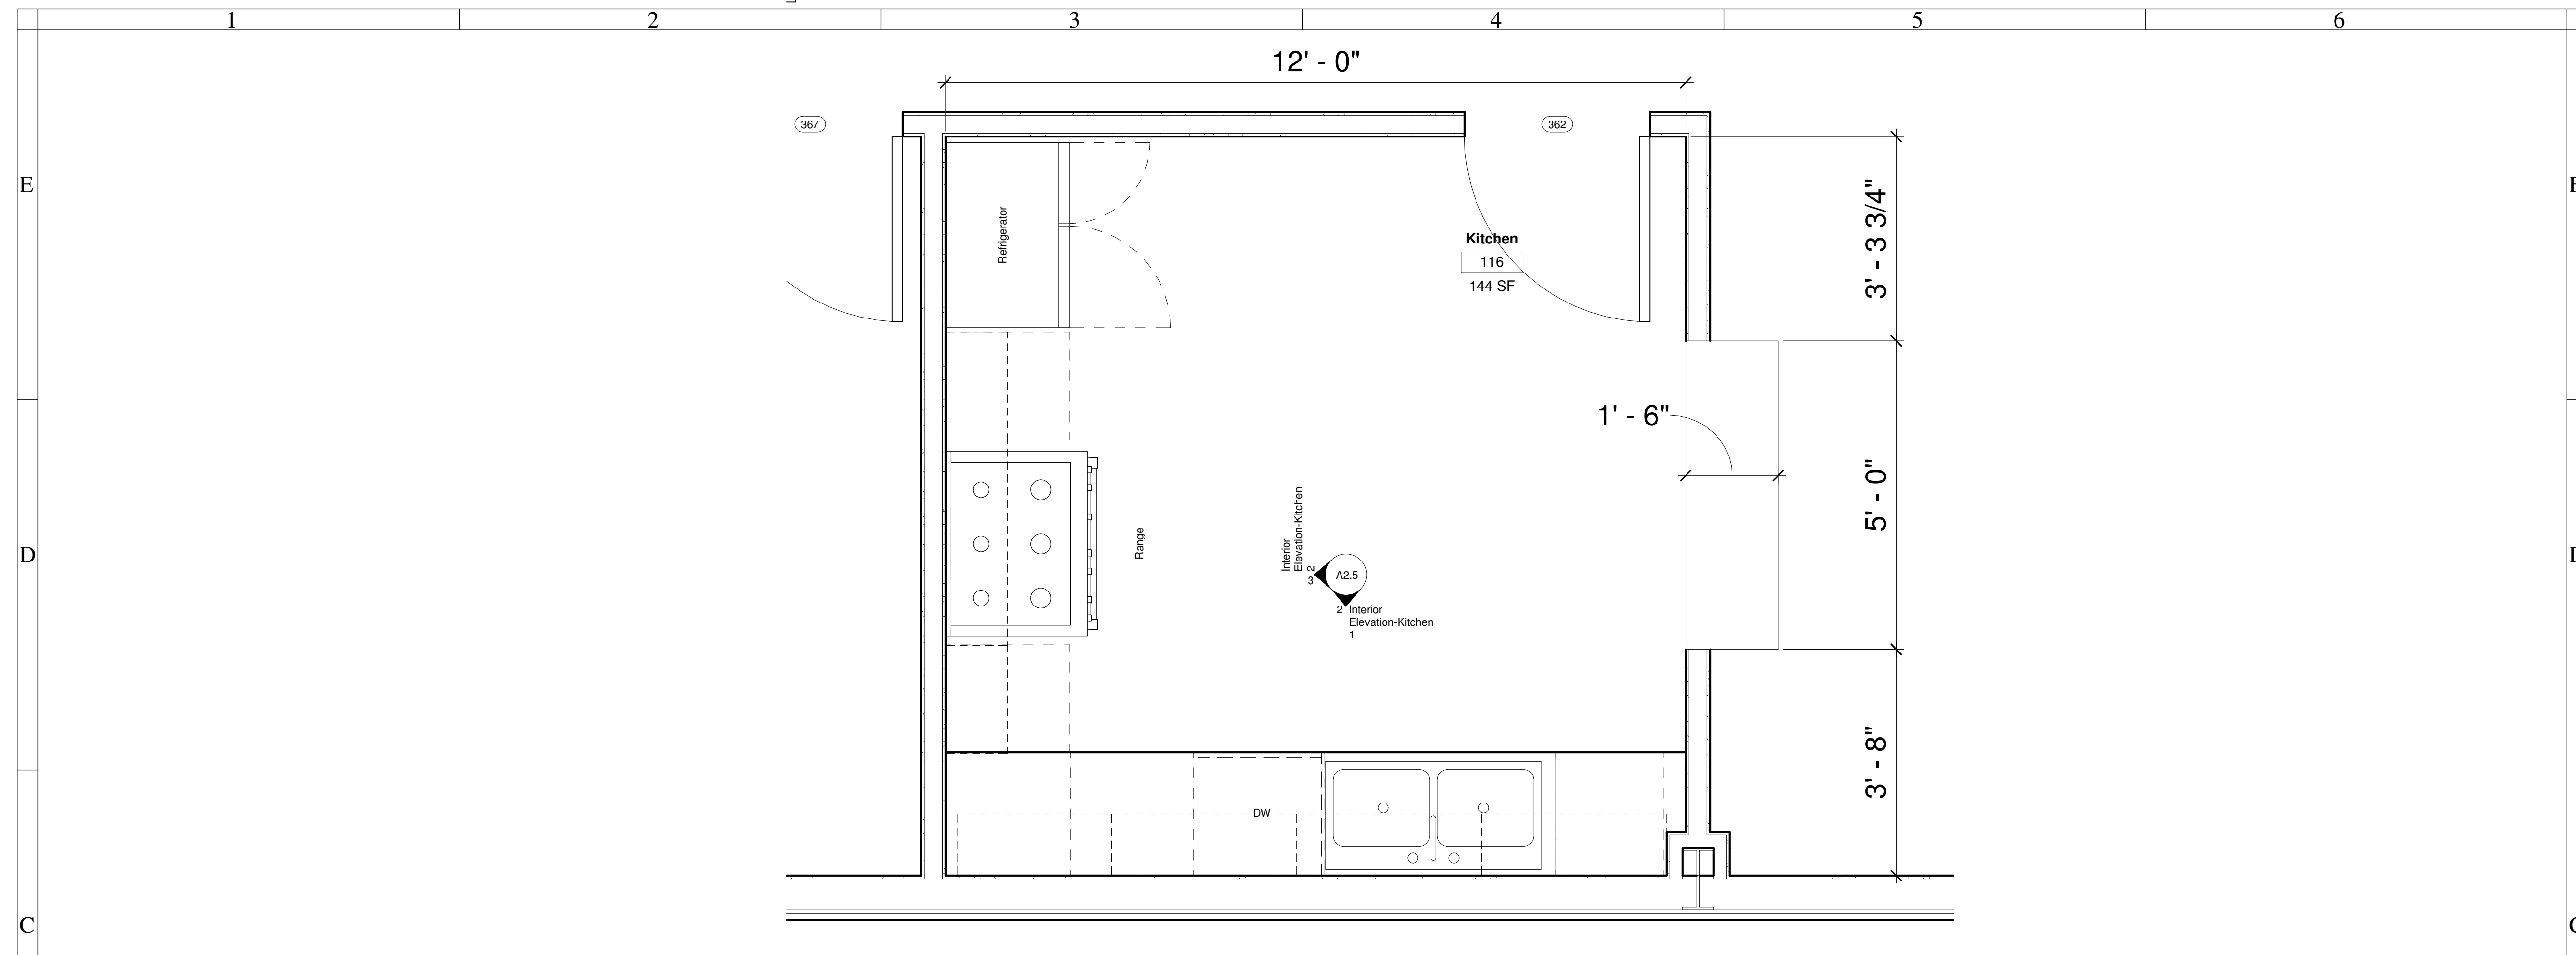 1
2
3
4
5
6
12' - 0"
367
362
E
Refrigerator
3' - 3 3/4"
Kitchen
116
144 SF
1' - 6"
D
Range
5' - 0"
Interior
Elevation-Kitchen
2
3
A2.5
2
Interior
Elevation-Kitchen
1
3' - 8"
DW
C